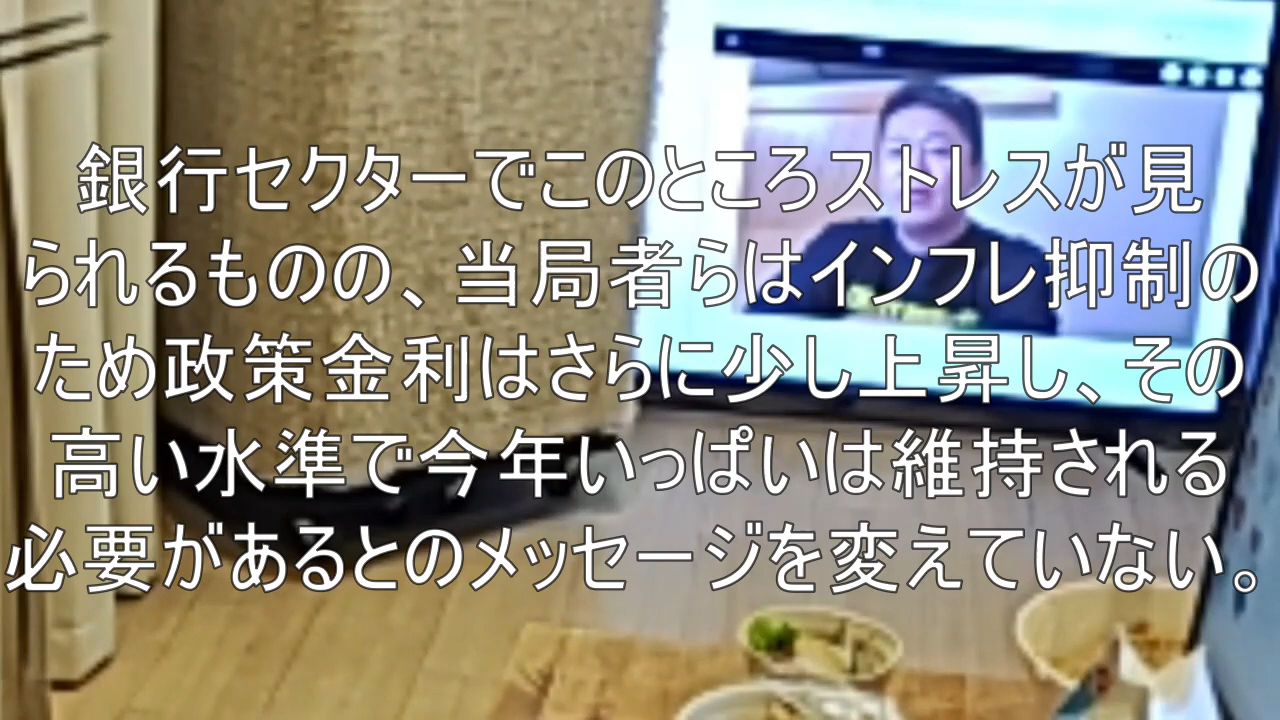 銀行セクターでこのところストレスが見
られるものの、当局者らはインフレ抑制の
ため政策金利はさらに少し上昇し、その
高い水準で今年いっぱいは維持される
必要があるとのメッセージを変えていない。